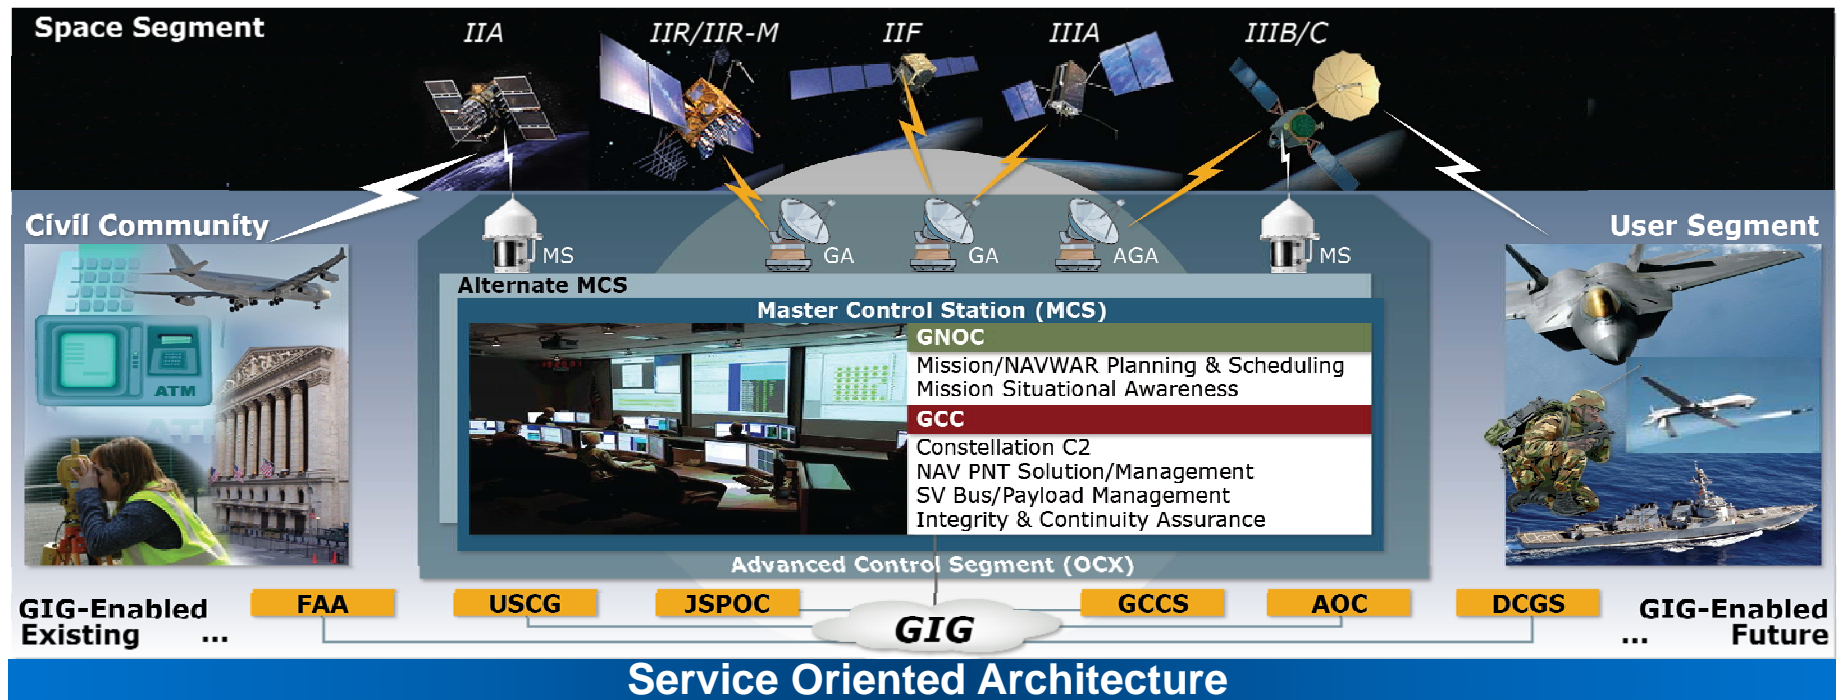 Space Segment
IIA
IIR/IIR-M
IIF
IIIA
IIIB/C
Civil Community
User Segment
MS
GA
GA
AGA
MS
ATM
Alternate MCS
Master Control Station (MCS)
GNOC
Mission/NAVWAR Planning & Scheduling
Mission Situational Awareness
GCC
Constellation C2
NAV PNT Solution/Management
SV Bus/Payload Management
Integrity & Continuity Assurance
Advanced Control Segment (OCX)
GIG-Enabled
Existing ...
FAA
USCG
JSPOC
GIG
GCCS
AOC
DCGS
GIG-Enabled
... Future
Service Oriented Architecture